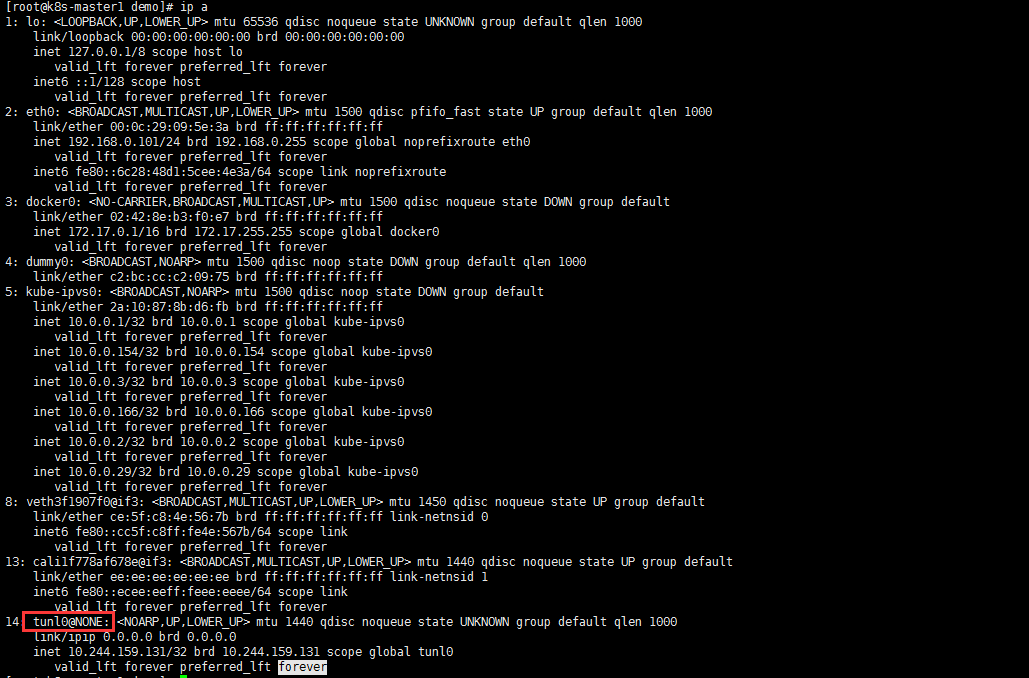 [root@k8s-master1 demo]# ip a
1: lo: <LOOPBACK,UP,LOWER_UP> mtu 65536 qdisc noqueue state UNKNOWN group default qlen 1000
    link/loopback 00:00:00:00:00:00 brd 00:00:00:00:00:00
    inet 127.0.0.1/8 scope host lo
       valid_lft forever preferred_lft forever
    inet6 ::1/128 scope host
       valid_lft forever preferred_lft forever
2: eth0: <BROADCAST,MULTICAST,UP,LOWER_UP> mtu 1500 qdisc pfifo_fast state UP group default qlen 1000
    link/ether 00:0c:29:09:5e:3a brd ff:ff:ff:ff:ff:ff
    inet 192.168.0.101/24 brd 192.168.0.255 scope global noprefixroute eth0
       valid_lft forever preferred_lft forever
    inet6 fe80::6c28:48d1:5cee:4e3a/64 scope link noprefixroute
       valid_lft forever preferred_lft forever
3: docker0: <NO-CARRIER,BROADCAST,MULTICAST,UP> mtu 1500 qdisc noqueue state DOWN group default
    link/ether 02:42:8e:b3:f0:e7 brd ff:ff:ff:ff:ff:ff
    inet 172.17.0.1/16 brd 172.17.255.255 scope global docker0
       valid_lft forever preferred_lft forever
4: dummy0: <BROADCAST,NOARP> mtu 1500 qdisc noop state DOWN group default qlen 1000
    link/ether c2:bc:cc:c2:09:75 brd ff:ff:ff:ff:ff:ff
5: kube-ipvs0: <BROADCAST,NOARP> mtu 1500 qdisc noop state DOWN group default
    link/ether 2a:10:87:8b:d6:fb brd ff:ff:ff:ff:ff:ff
    inet 10.0.0.1/32 brd 10.0.0.1 scope global kube-ipvs0
       valid_lft forever preferred_lft forever
    inet 10.0.0.154/32 brd 10.0.0.154 scope global kube-ipvs0
       valid_lft forever preferred_lft forever
    inet 10.0.0.3/32 brd 10.0.0.3 scope global kube-ipvs0
       valid_lft forever preferred_lft forever
    inet 10.0.0.166/32 brd 10.0.0.166 scope global kube-ipvs0
       valid_lft forever preferred_lft forever
    inet 10.0.0.2/32 brd 10.0.0.2 scope global kube-ipvs0
       valid_lft forever preferred_lft forever
    inet 10.0.0.29/32 brd 10.0.0.29 scope global kube-ipvs0
       valid_lft forever preferred_lft forever
8: veth3f1907f0@if3: <BROADCAST,MULTICAST,UP,LOWER_UP> mtu 1450 qdisc noqueue state UP group default
    link/ether ce:5f:c8:4e:56:7b brd ff:ff:ff:ff:ff:ff link-netnsid 0
    inet6 fe80::cc5f:c8ff:fe4e:567b/64 scope link
       valid_lft forever preferred_lft forever
13: cali1f778af678e@if3: <BROADCAST,MULTICAST,UP,LOWER_UP> mtu 1440 qdisc noqueue state UP group default
    link/ether ee:ee:ee:ee:ee:ee brd ff:ff:ff:ff:ff:ff link-netnsid 1
    inet6 fe80::ecee:eeff:feee:eeee/64 scope link
       valid_lft forever preferred_lft forever
14 tunl0@NONE: <NOARP,UP,LOWER_UP> mtu 1440 qdisc noqueue state UNKNOWN group default qlen 1000
    link/ipip 0.0.0.0 brd 0.0.0.0
    inet 10.244.159.131/32 brd 10.244.159.131 scope global tunl0
       valid_lft forever preferred_lft forever